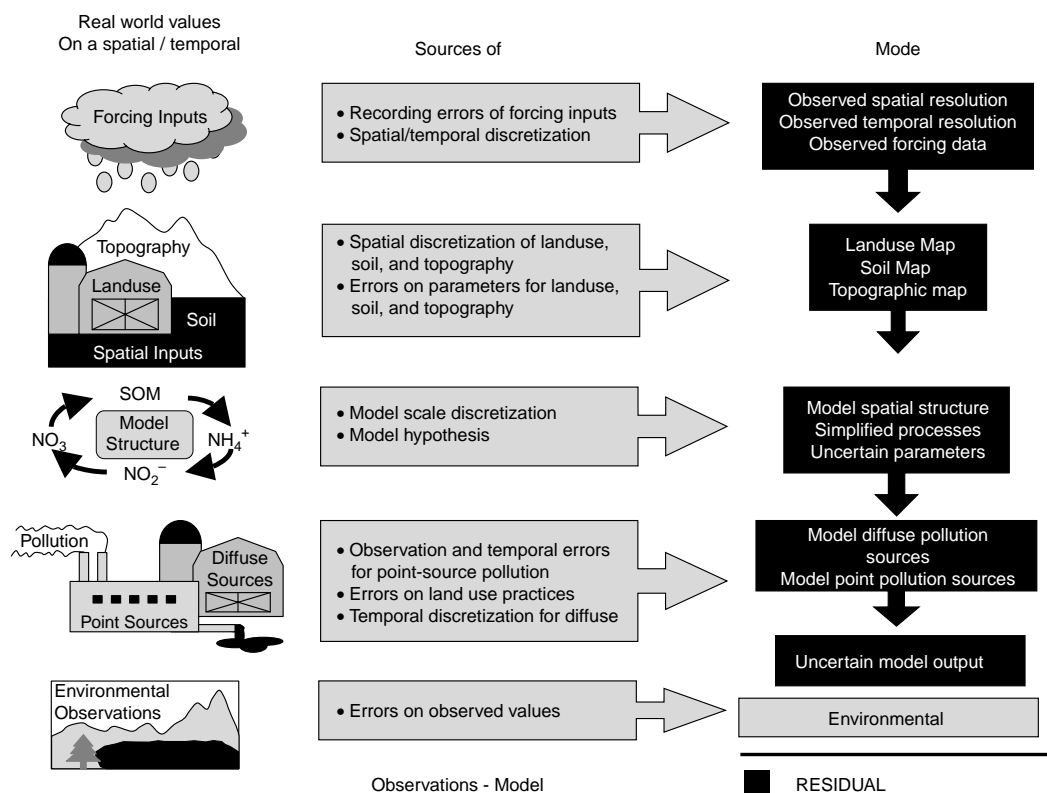 Real world values
On a spatial / temporal
Sources of
Mode
Forcing Inputs
• Recording errors of forcing inputs
• Spatial/temporal discretization
Observed spatial resolution
Observed temporal resolution
Observed forcing data
Topography
Landuse
Soil
Spatial Inputs
• Spatial discretization of landuse,
soil, and topography
• Errors on parameters for landuse,
soil, and topography
Landuse Map
Soil Map
Topographic map
SOM
Model
Structure
NO₃
NH₄⁺
NO₂⁻
• Model scale discretization
• Model hypothesis
Model spatial structure
Simplified processes
Uncertain parameters
Pollution
Diffuse
Sources
Point Sources
• Observation and temporal errors
for point-source pollution
• Errors on land use practices
• Temporal discretization for diffuse
Model diffuse pollution
sources
Model point pollution sources
Uncertain model output
Environmental
Observations
• Errors on observed values
Environmental
Observations - Model
RESIDUAL